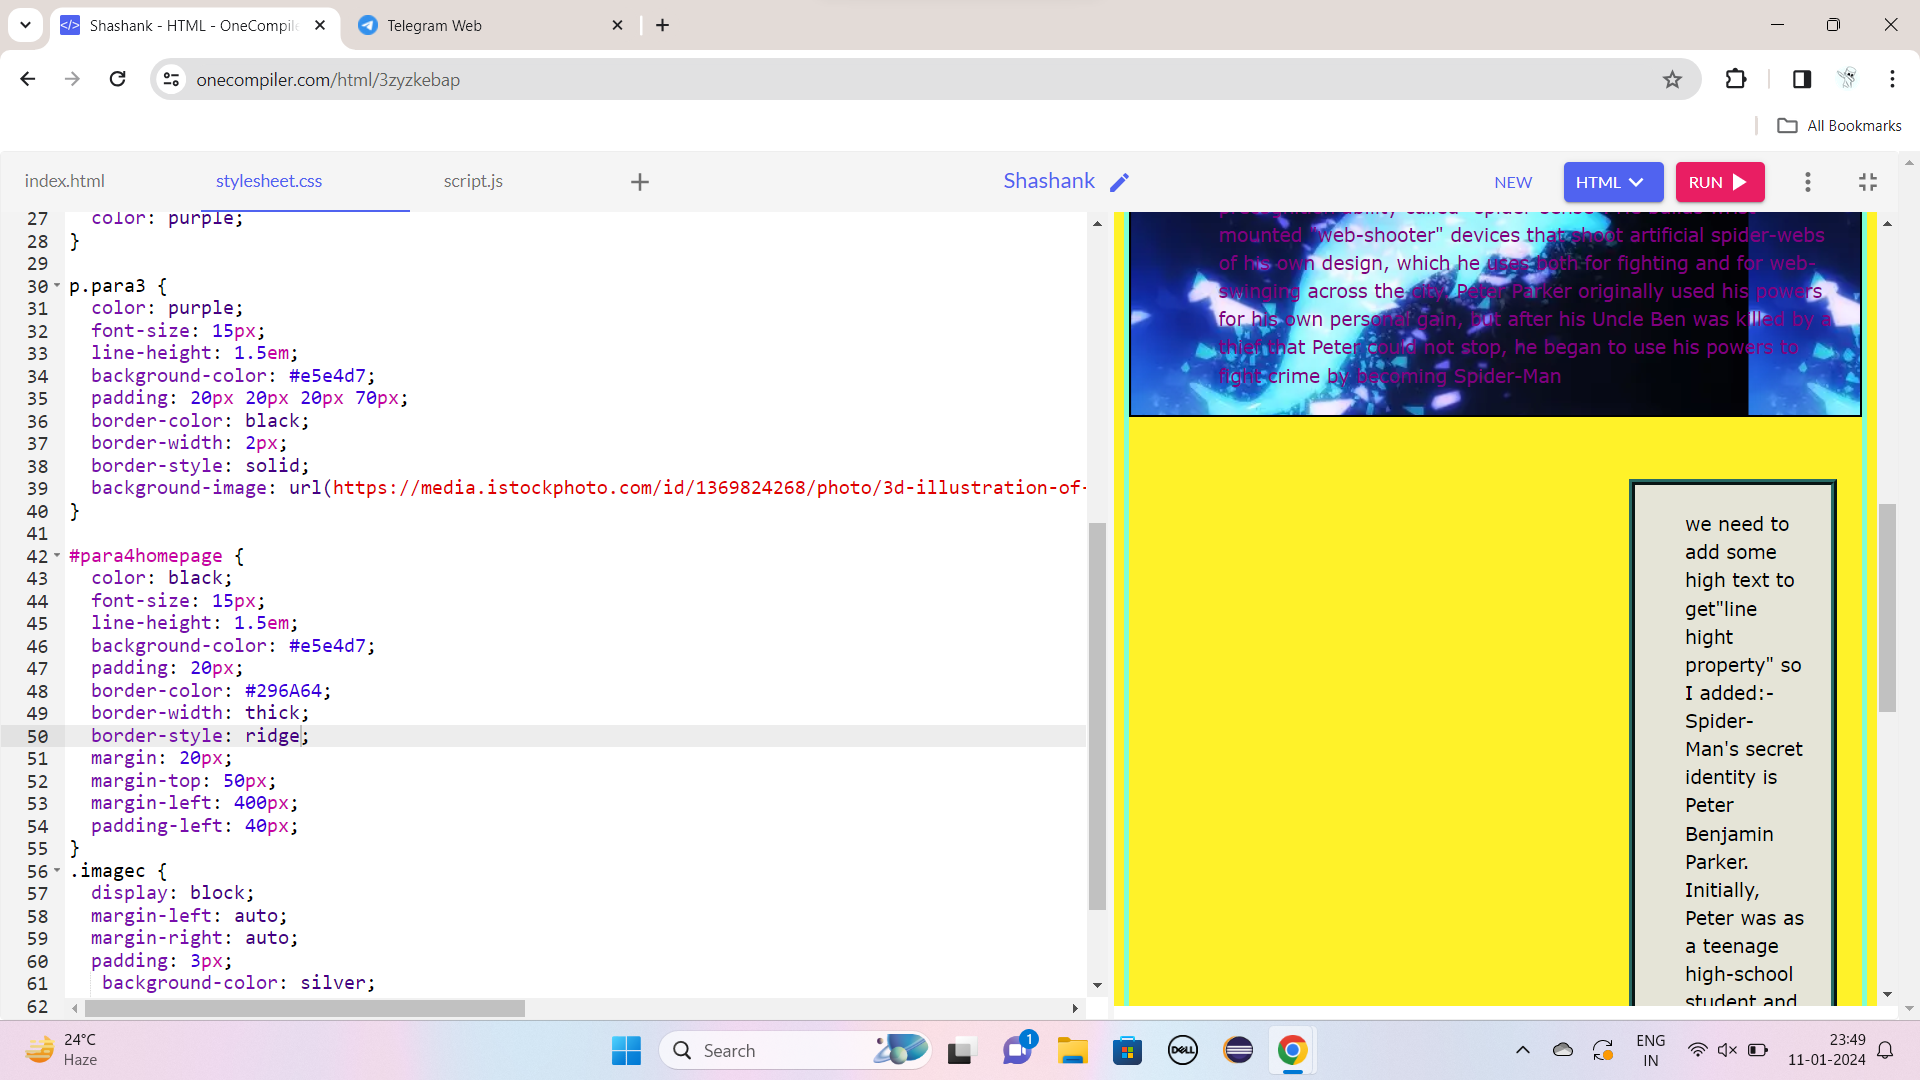 Shashank - HTML - OneCompile
Telegram Web
onecompiler.com/html/3zyzkebap
All Bookmarks
index.html
stylesheet.css
script.js
Shashank
NEW
HTML
RUN
27 color: purple;
28 }
29
30 p.para3 {
31 color: purple;
32 font-size: 15px;
33 line-height: 1.5em;
34 background-color: #e5e4d7;
35 padding: 20px 20px 20px 70px;
36 border-color: black;
37 border-width: 2px;
38 border-style: solid;
39 background-image: url(https://media.istockphoto.com/id/1369824268/photo/3d-illustration-of-
40 }
41
42 #para4homepage {
43 color: black;
44 font-size: 15px;
45 line-height: 1.5em;
46 background-color: #e5e4d7;
47 padding: 20px;
48 border-color: #296A64;
49 border-width: thick;
50 border-style: ridge;
51 margin: 20px;
52 margin-top: 50px;
53 margin-left: 400px;
54 padding-left: 40px;
55 }
56 .imagec {
57 display: block;
58 margin-left: auto;
59 margin-right: auto;
60 padding: 3px;
61 background-color: silver;
62
mounted "web-shooter" devices that shoot artificial spider-webs
of his own design, which he uses both for fighting and for web-
swinging across the city. Peter Parker originally used his powers
for his own personal gain, but after his Uncle Ben was killed by a
thief that Peter could not stop, he began to use his powers to
fight crime by becoming Spider-Man
we need to
add some
high text to
get"line
hight
property" so
I added:-
Spider-
Man's secret
identity is
Peter
Benjamin
Parker.
Initially,
Peter was as
a teenage
high-school
student and
24°C
Haze
Search
1
DELL
ENG
IN
23:49
11-01-2024